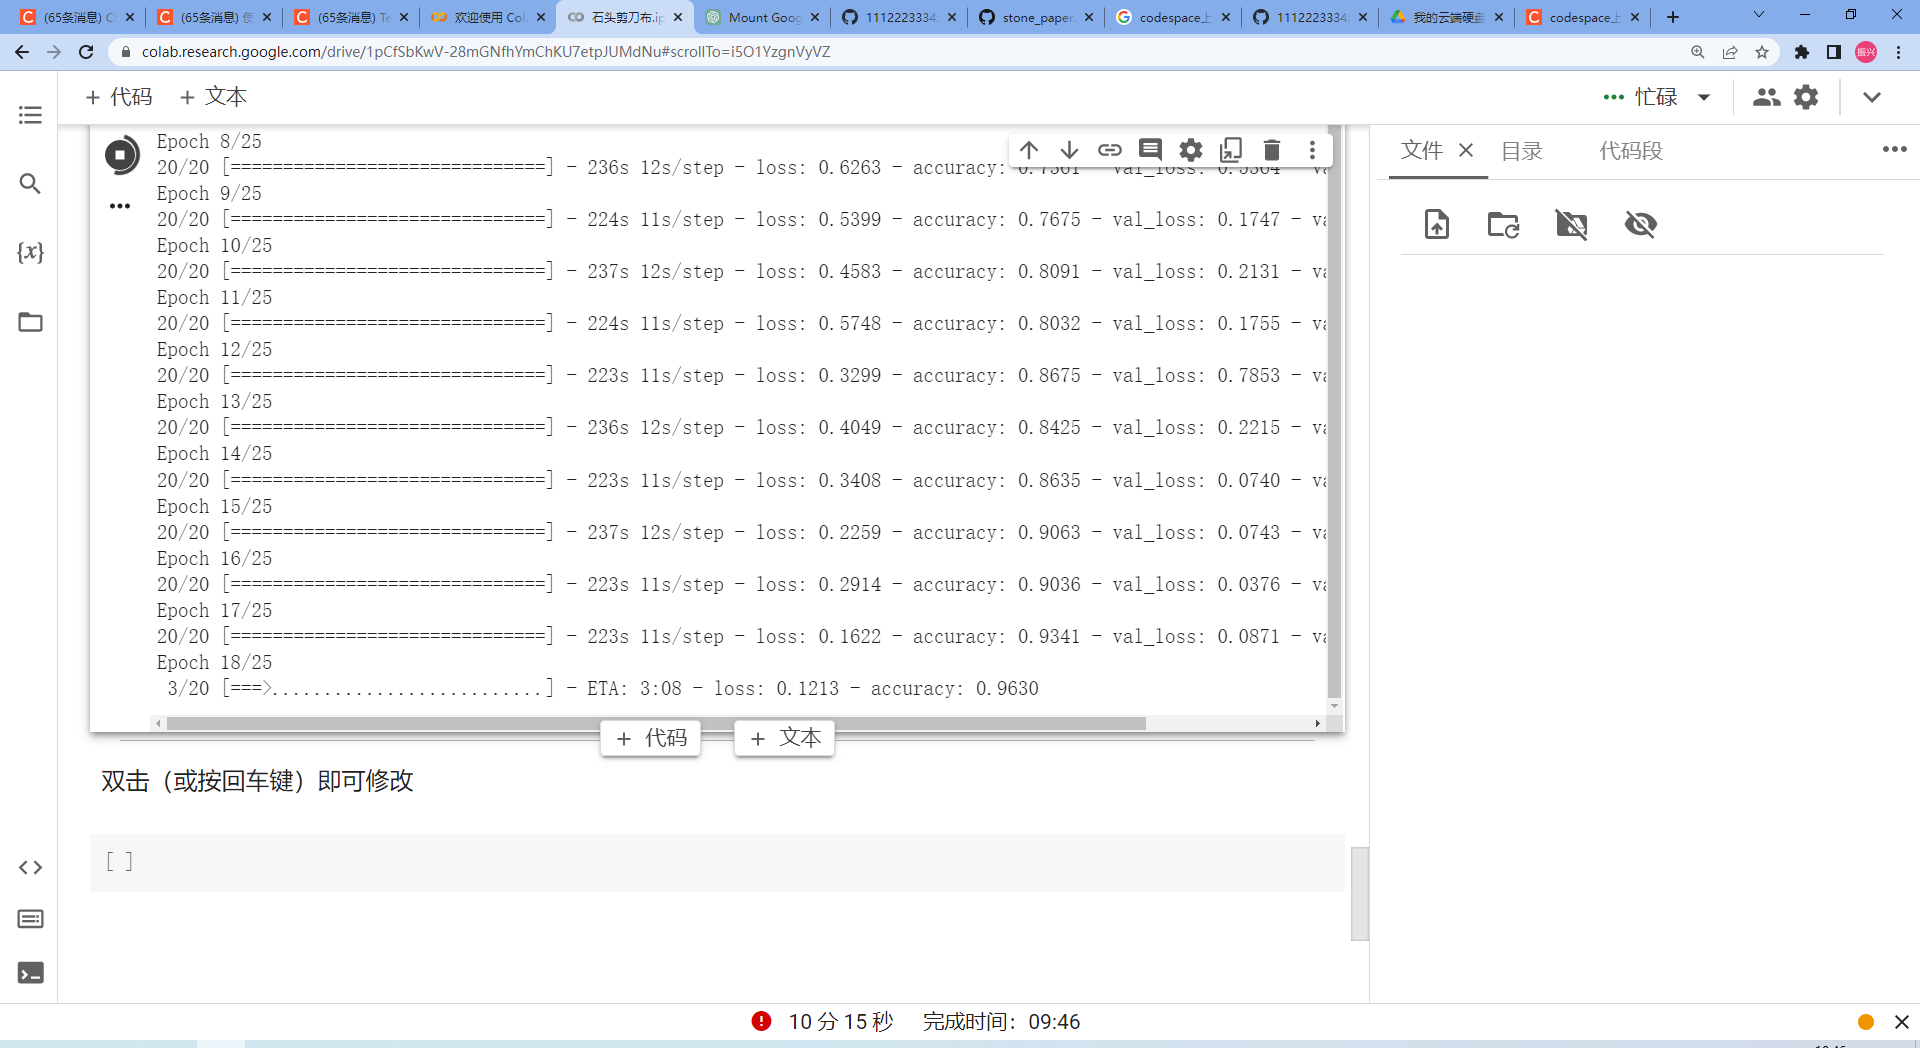 (65条消息) C
(65条消息) 使
(65条消息) Te
欢迎使用 Col
石头剪刀布.ip
Mount Goog
1112223334
stone_paper
codespace上
1112223334
我的云端硬盘
codespace上
colab.research.google.com/drive/1pCfSbKwV-28mGNfhYmChKU7etpJUMdNu#scrollTo=i5O1YzgnVyVZ
振兴
+ 代码 + 文本
忙碌
Epoch 8/25
20/20 [==============================] - 236s 12s/step - loss: 0.6263 - accuracy: 0.7361 - val_loss: 0.5564 - va
Epoch 9/25
20/20 [==============================] - 224s 11s/step - loss: 0.5399 - accuracy: 0.7675 - val_loss: 0.1747 - va
Epoch 10/25
20/20 [==============================] - 237s 12s/step - loss: 0.4583 - accuracy: 0.8091 - val_loss: 0.2131 - va
Epoch 11/25
20/20 [==============================] - 224s 11s/step - loss: 0.5748 - accuracy: 0.8032 - val_loss: 0.1755 - va
Epoch 12/25
20/20 [==============================] - 223s 11s/step - loss: 0.3299 - accuracy: 0.8675 - val_loss: 0.7853 - va
Epoch 13/25
20/20 [==============================] - 236s 12s/step - loss: 0.4049 - accuracy: 0.8425 - val_loss: 0.2215 - va
Epoch 14/25
20/20 [==============================] - 223s 11s/step - loss: 0.3408 - accuracy: 0.8635 - val_loss: 0.0740 - va
Epoch 15/25
20/20 [==============================] - 237s 12s/step - loss: 0.2259 - accuracy: 0.9063 - val_loss: 0.0743 - va
Epoch 16/25
20/20 [==============================] - 223s 11s/step - loss: 0.2914 - accuracy: 0.9036 - val_loss: 0.0376 - va
Epoch 17/25
20/20 [==============================] - 223s 11s/step - loss: 0.1622 - accuracy: 0.9341 - val_loss: 0.0871 - va
Epoch 18/25
3/20 [===>..........................] - ETA: 3:08 - loss: 0.1213 - accuracy: 0.9630
文件
目录
代码段
+ 代码
+ 文本
双击（或按回车键）即可修改
[ ]
10 分 15 秒 完成时间：09:46